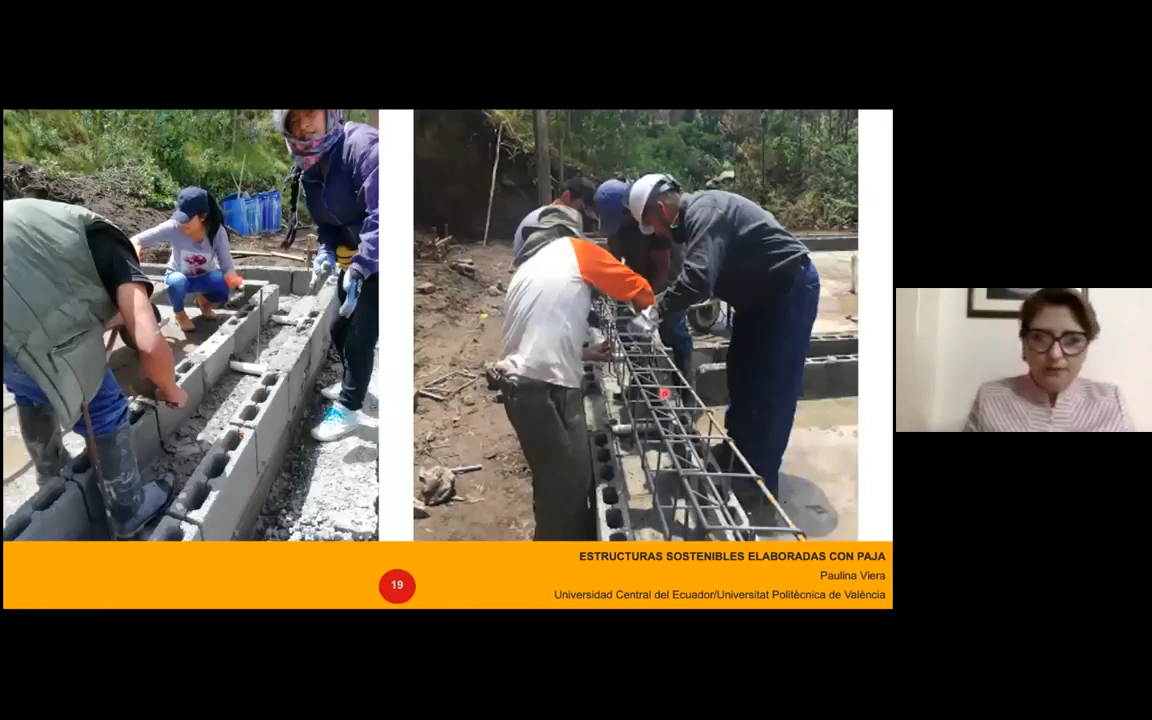 19
ESTRUCTURAS SOSTENIBLES ELABORADAS CON PAJA
Paulina Viera
Universidad Central del Ecuador/Universitat Politècnica de València